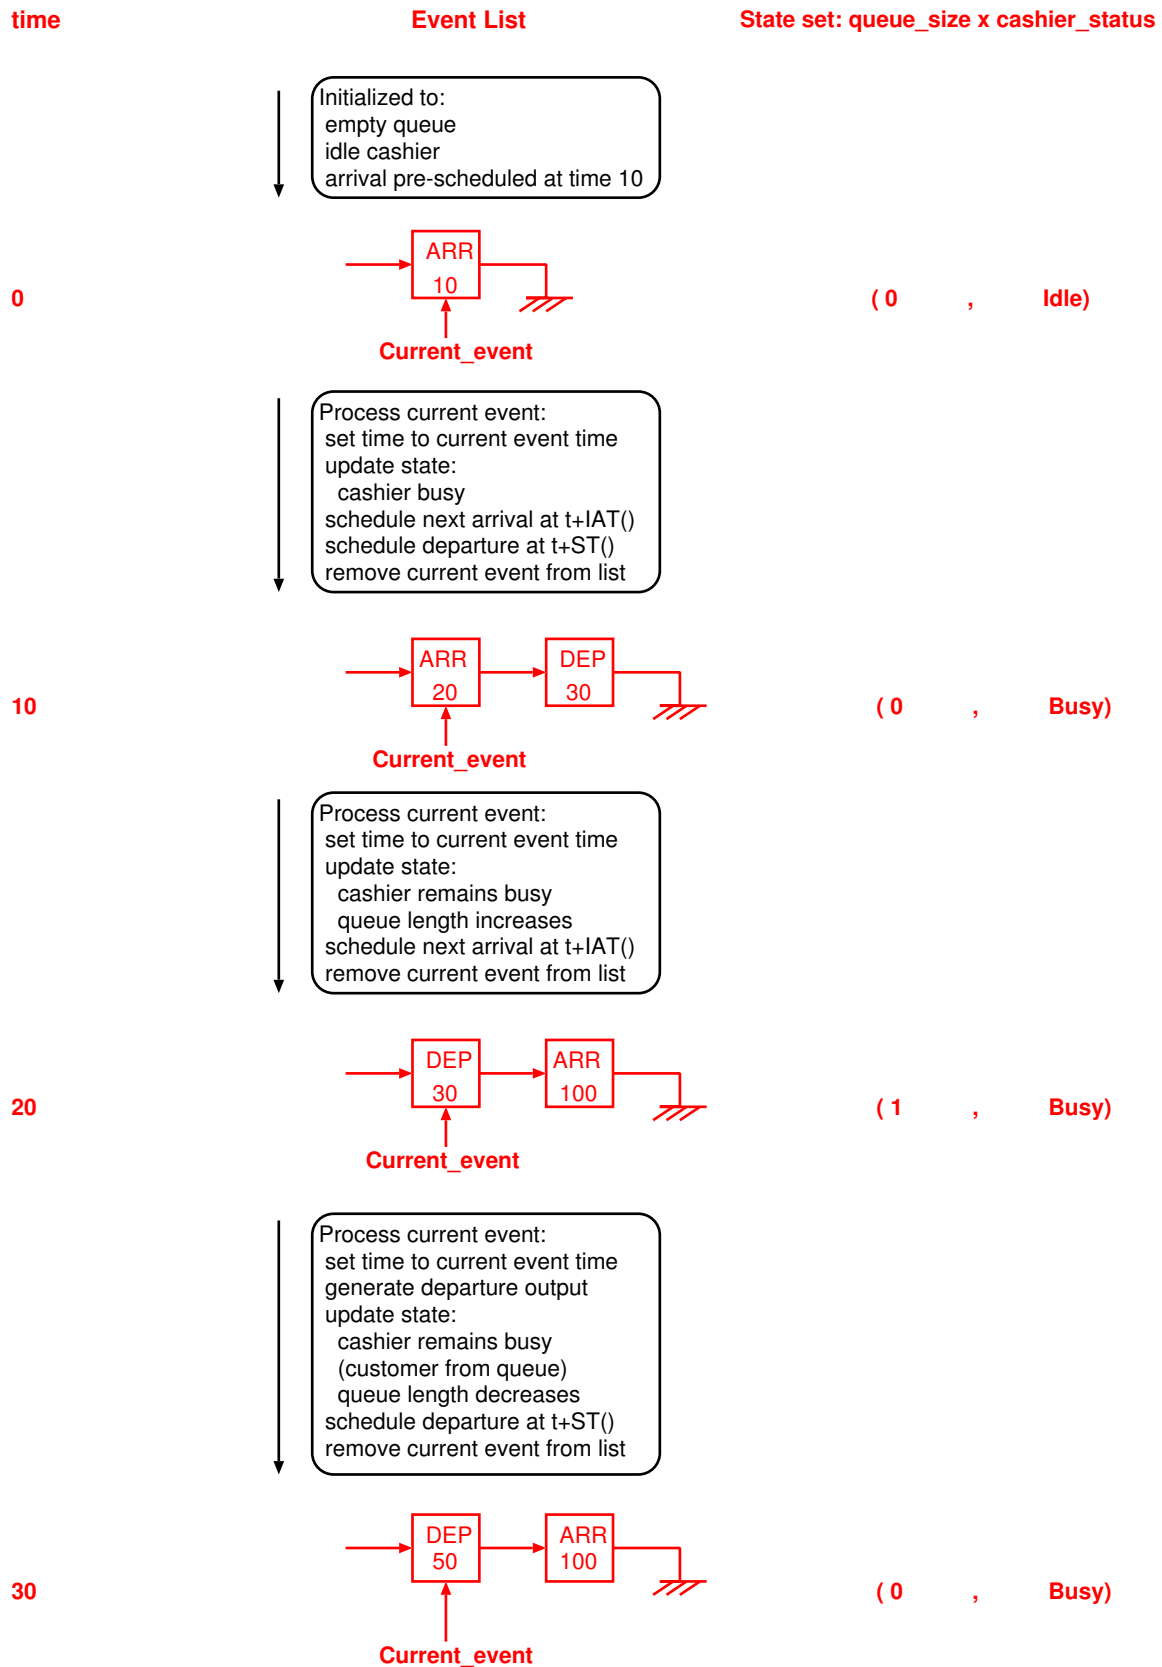 time Event List State set: queue_size x cashier_status
Initialized to:
empty queue
idle cashier
arrival pre-scheduled at time 10
ARR
10
0 ( 0 , Idle)
Current_event
Process current event:
set time to current event time
update state:
cashier busy
schedule next arrival at t+IAT()
schedule departure at t+ST()
remove current event from list
ARR DEP
20 30
10 ( 0 , Busy)
Current_event
Process current event:
set time to current event time
update state:
cashier remains busy
queue length increases
schedule next arrival at t+IAT()
remove current event from list
DEP ARR
30 100
20 ( 1 , Busy)
Current_event
Process current event:
set time to current event time
generate departure output
update state:
cashier remains busy
(customer from queue)
queue length decreases
schedule departure at t+ST()
remove current event from list
DEP ARR
50 100
30 ( 0 , Busy)
Current_event